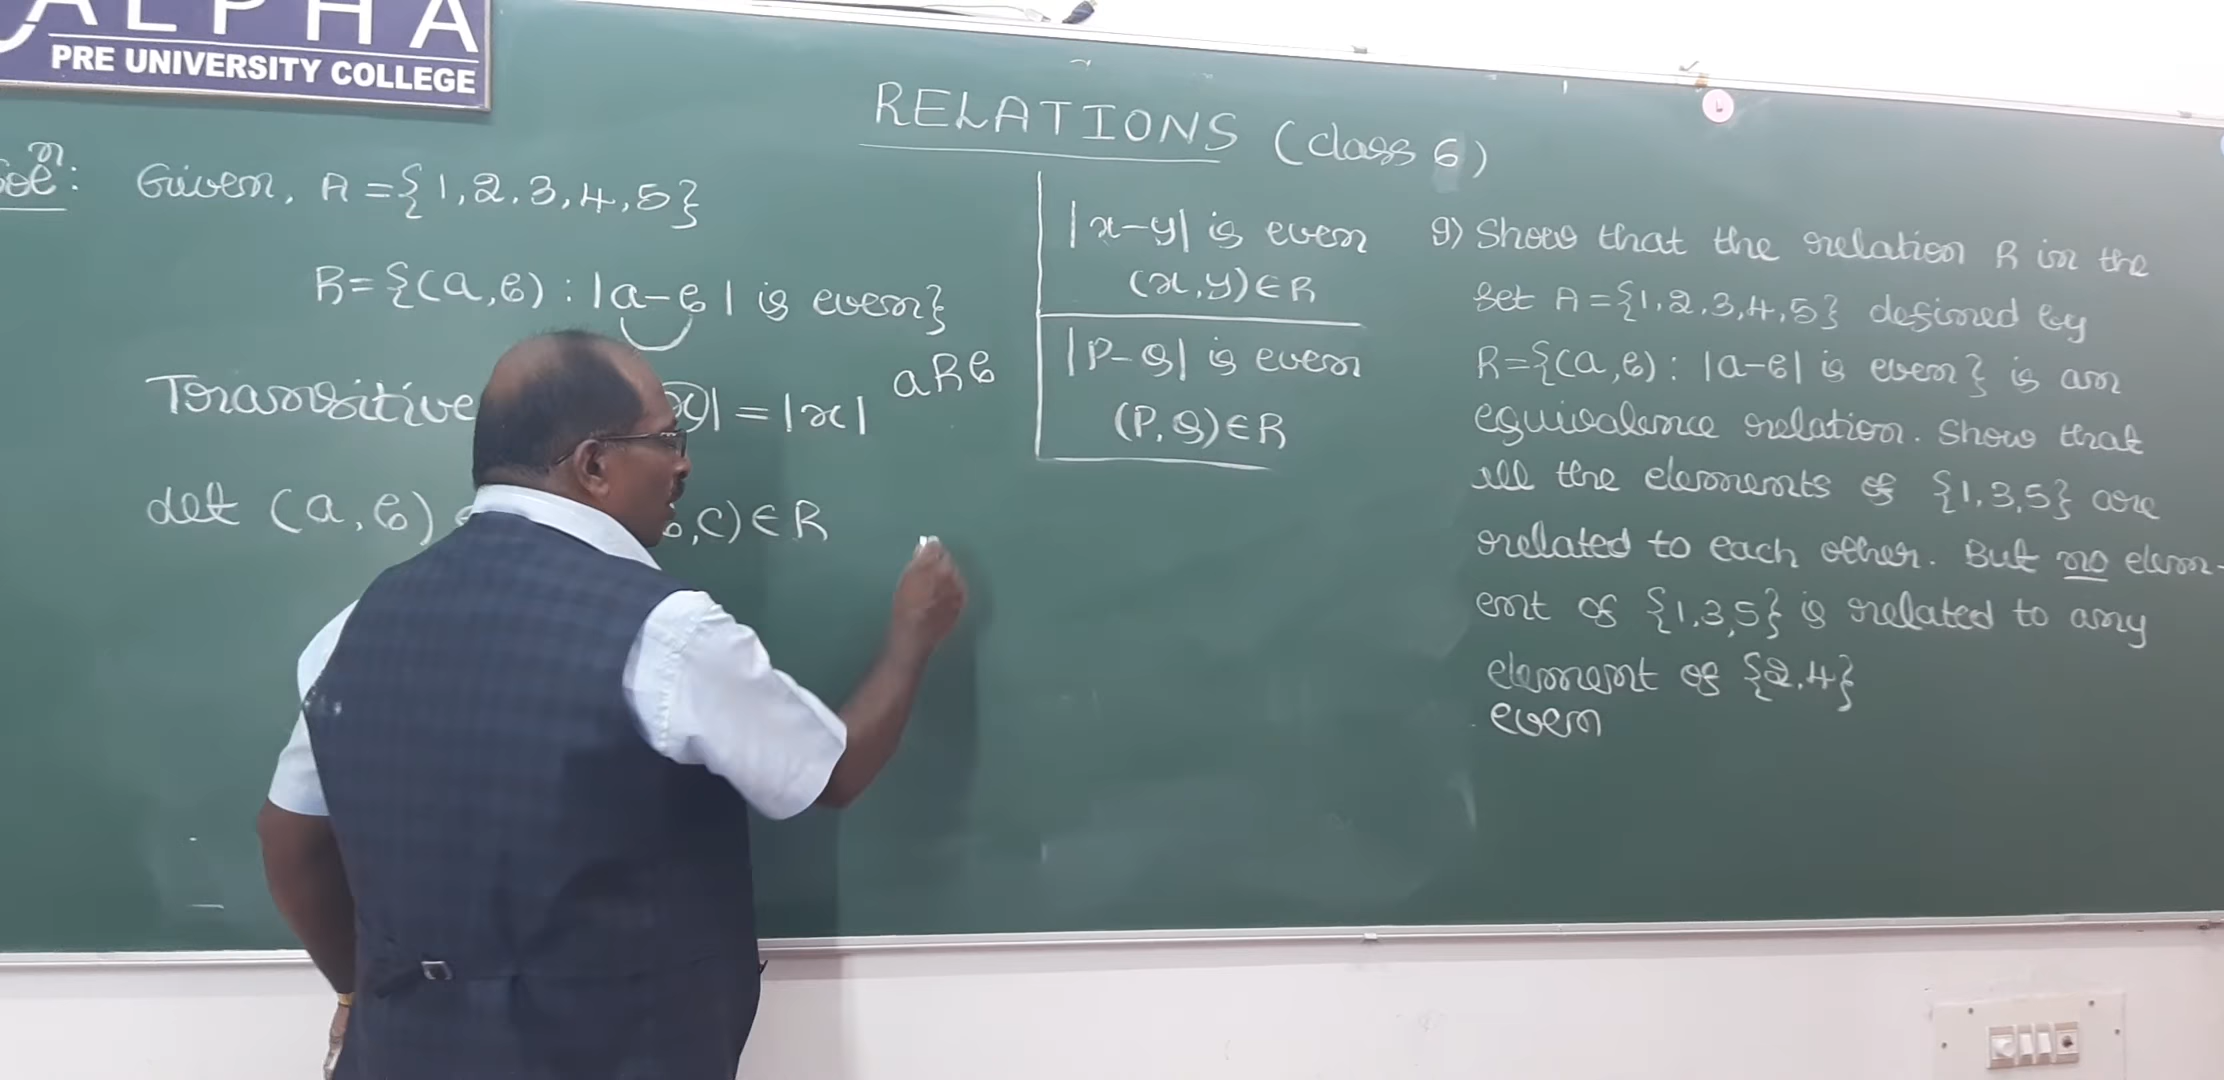 ALPHA
PRE UNIVERSITY COLLEGE
RELATIONS (class 6)
Solⁿ: Given, A = {1,2,3,4,5}
R = {(a,b) : |a-b| is even}
Transitive
x)| = |x|
aRb
Let (a,b)
,c) ∈ R
|x-y| is even
(x,y) ∈ R
|P-Q| is even
(P,Q) ∈ R
9) Show that the relation R in the
set A = {1,2,3,4,5} defined by
R = {(a,b) : |a-b| is even} is an
equivalence relation. Show that
all the elements of {1,3,5} are
related to each other. But no elem-
ent of {1,3,5} is related to any
element of {2,4}
even